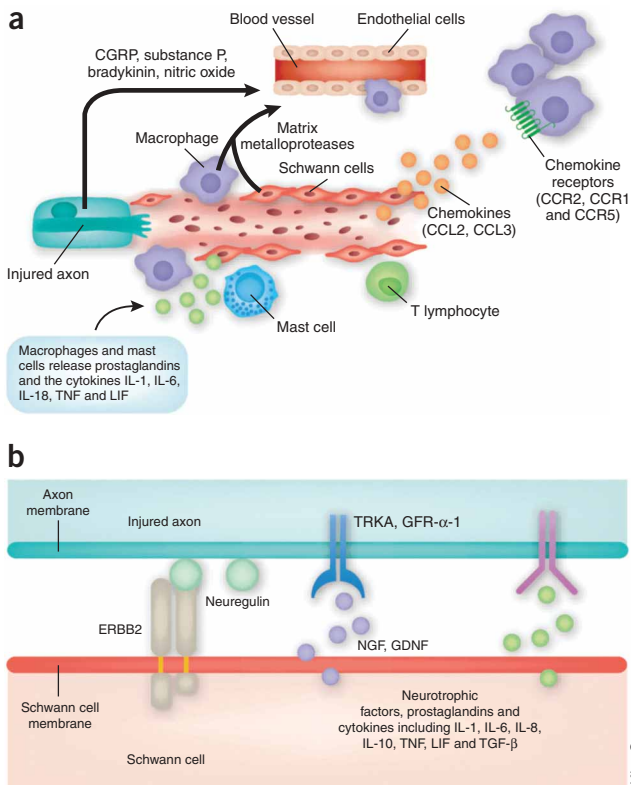 a
Blood vessel
Endothelial cells
CGRP, substance P,
bradykinin, nitric oxide
Macrophage
Matrix
metalloproteases
Schwann cells
Chemokine
receptors
(CCR2, CCR1
and CCR5)
Chemokines
(CCL2, CCL3)
Injured axon
T lymphocyte
Mast cell
Macrophages and mast
cells release prostaglandins
and the cytokines IL-1, IL-6,
IL-18, TNF and LIF
b
Axon
membrane
Injured axon
TRKA, GFR-α-1
Neuregulin
ERBB2
NGF, GDNF
Schwann cell
membrane
Neurotrophic
factors, prostaglandins and
cytokines including IL-1, IL-6, IL-8,
IL-10, TNF, LIF and TGF-β
Schwann cell